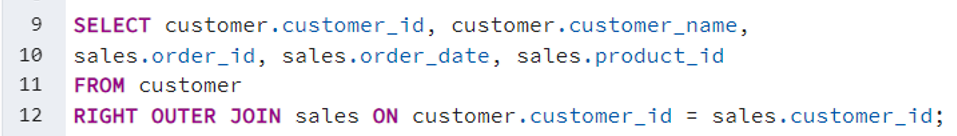 9 SELECT customer.customer_id, customer.customer_name,
10 sales.order_id, sales.order_date, sales.product_id
11 FROM customer
12 RIGHT OUTER JOIN sales ON customer.customer_id = sales.customer_id;